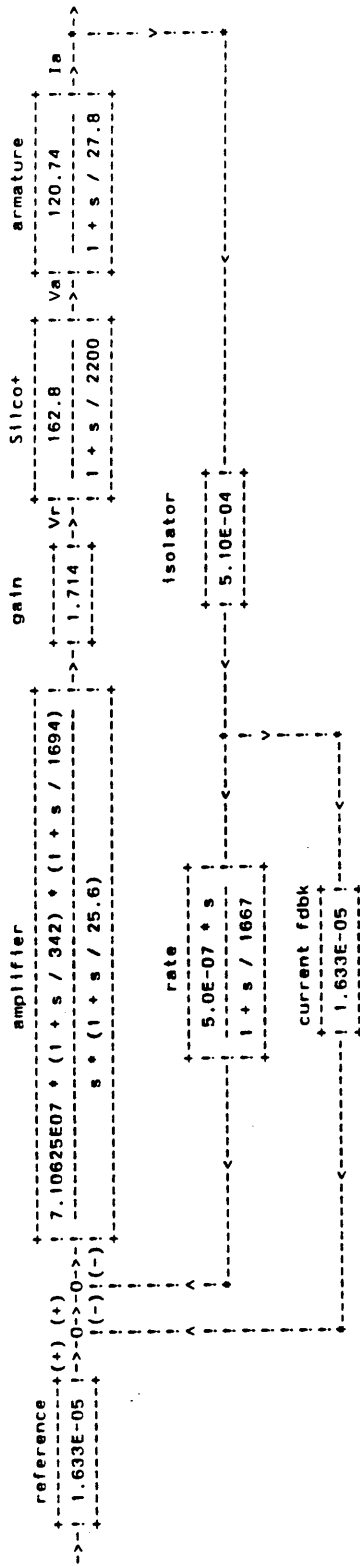 reference amplifier gain Silco+ armature
+---------+(+) (+) +-----------------------------------------------+ +-------+ Vr+--------------+ +--------------+
->-! 1.633E-05 !->-O->-O->-! 7.10625E07 * (1 + s / 342) * (1 + s / 1694) !->-! 1.714 !->-! 162.8 ! Va! 120.74 ! Ia
(-)!(-)! s * (1 + s / 25.6) ! 1 + s / 2200 !->-! 1 + s / 27.8 !->-*->
rate isolator
! 5.0E-07 * s !
! ------------- !---<---*---<---! 5.10E-04 !---<---
! 1 + s / 1667 !
current fdbk
---<---! 1.633E-05 !---<---*